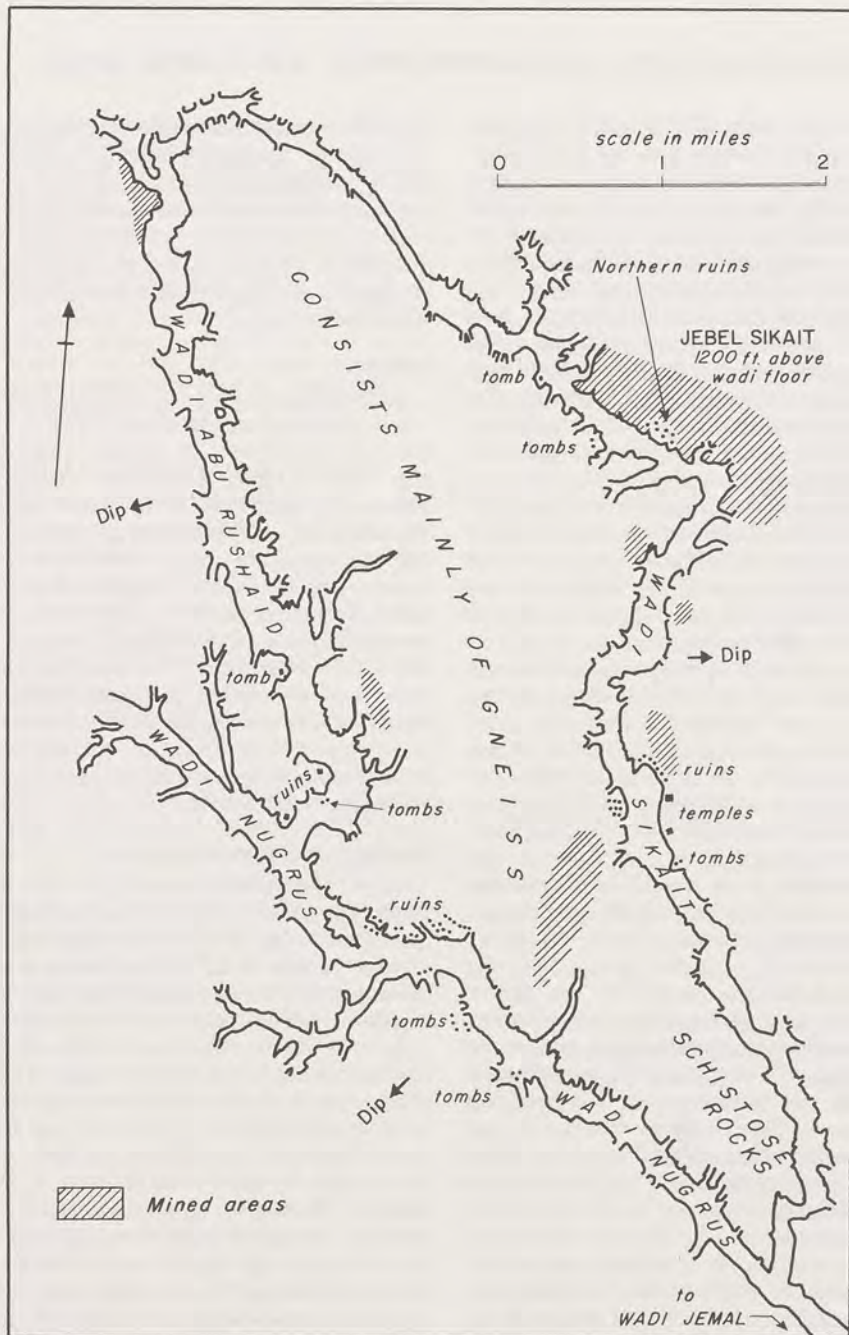 scale in miles
0 1 2
Northern ruins
JEBEL SIKAIT
1200 ft. above
wadi floor
CONSISTS MAINLY OF GNEISS
WADI ABU RUSHAID
tomb
tombs
Dip
WADI SIKAIT
Dip
tomb
WADI NUGRUS
ruins
tombs
ruins
temples
tombs
ruins
tombs
Dip
tombs
WADI NUGRUS
SCHISTOSE
ROCKS
Mined areas
to
WADI JEMAL